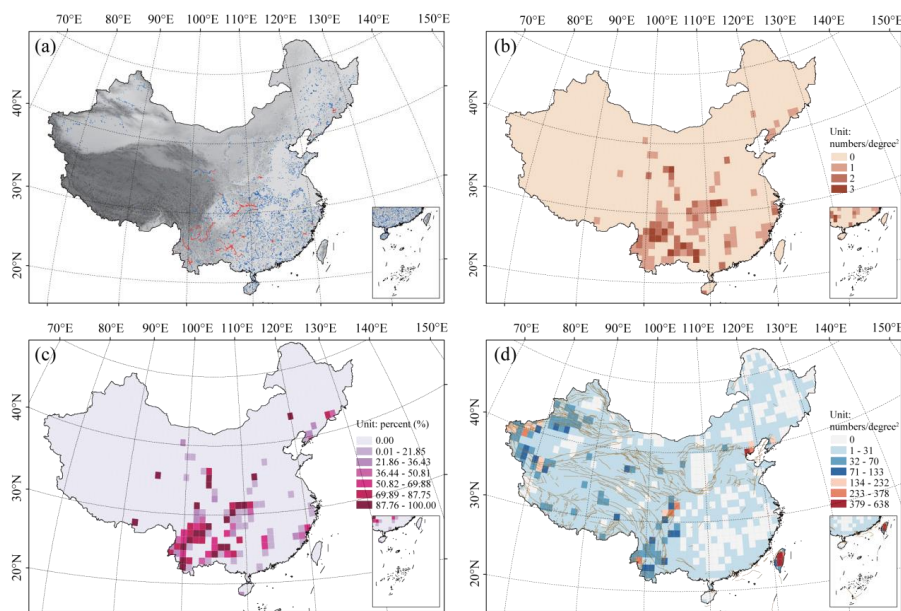 70°E 80°E 90°E 100°E 110°E 120°E 130°E 140°E 150°E
(a)
40°N
30°N
20°N
70°E 80°E 90°E 100°E 110°E 120°E 130°E 140°E 150°E
(b)
40°N
30°N
20°N
Unit:
numbers/degree²
0
1
2
3
70°E 80°E 90°E 100°E 110°E 120°E 130°E 140°E 150°E
(c)
40°N
30°N
20°N
Unit: percent (%)
0.00
0.01 - 21.85
21.86 - 36.43
36.44 - 50.81
50.82 - 69.88
69.89 - 87.75
87.76 - 100.00
70°E 80°E 90°E 100°E 110°E 120°E 130°E 140°E 150°E
(d)
40°N
30°N
20°N
Unit:
numbers/degree²
0
1 - 31
32 - 70
71 - 133
134 - 232
233 - 378
379 - 638